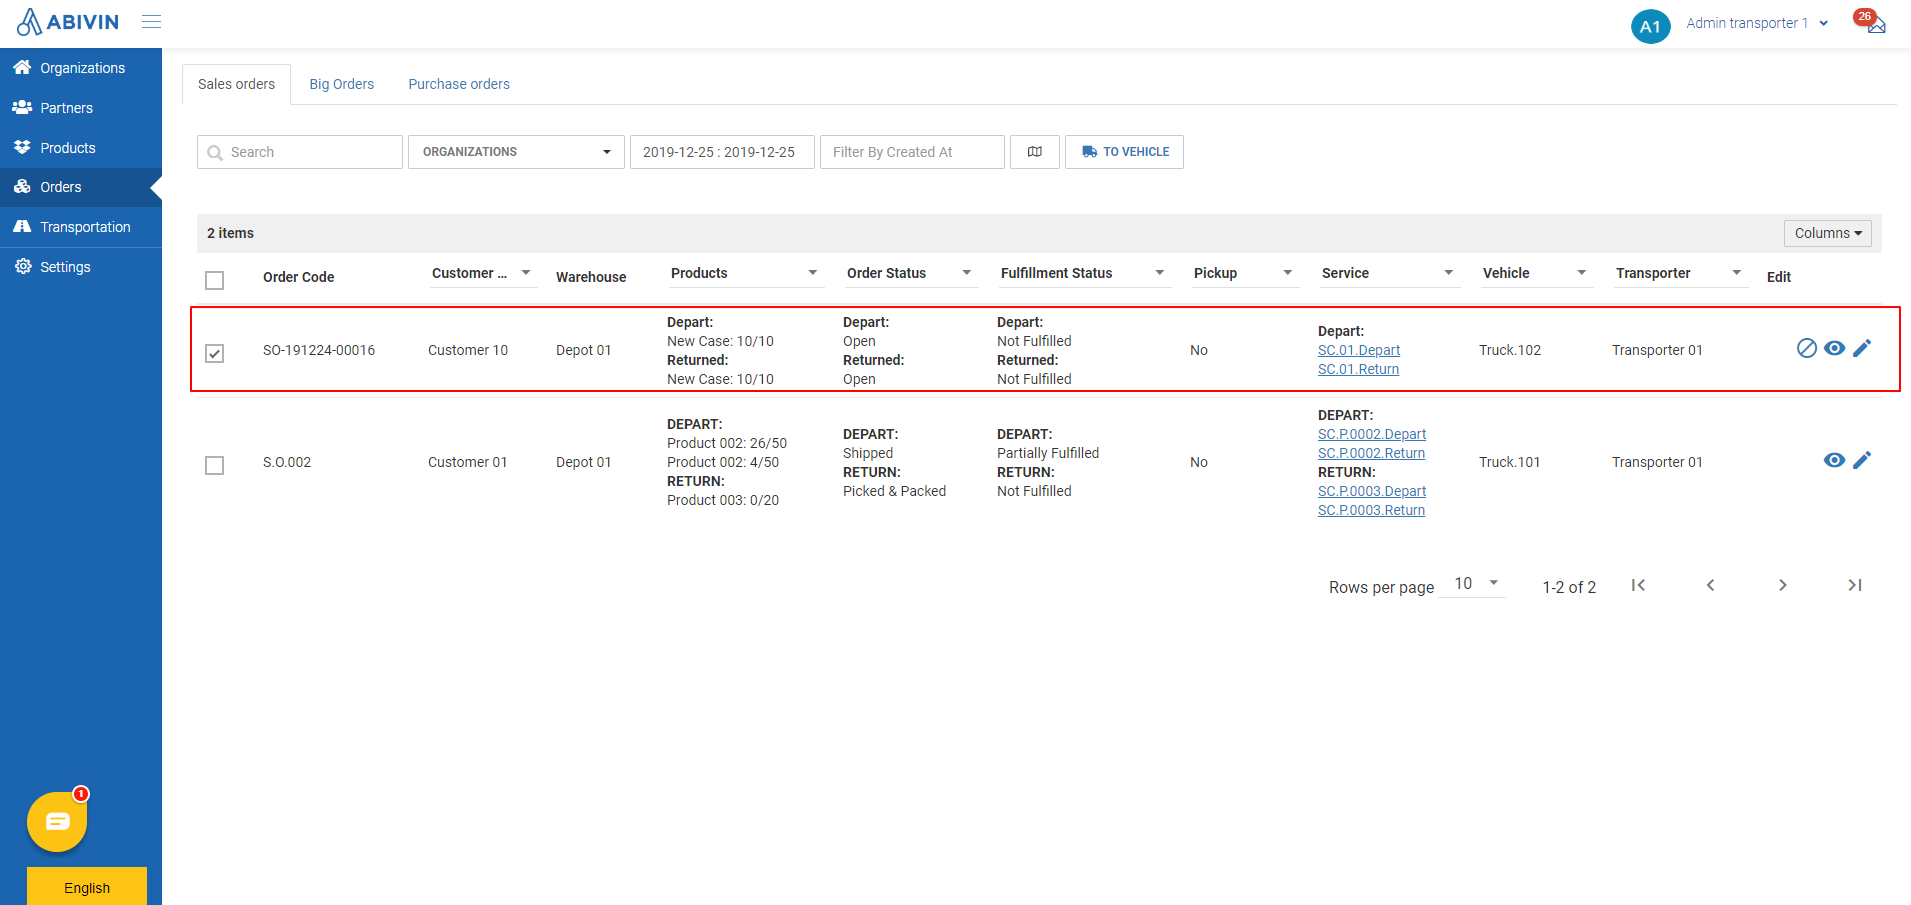 ABIVIN
A1
Admin transporter 1
26
Organizations
Partners
Products
Orders
Transportation
Settings
Sales orders
Big Orders
Purchase orders
Search
ORGANIZATIONS
2019-12-25 : 2019-12-25
Filter By Created At
TO VEHICLE
2 items
Columns
Order Code
Customer ...
Warehouse
Products
Order Status
Fulfillment Status
Pickup
Service
Vehicle
Transporter
Edit
SO-191224-00016
Customer 10
Depot 01
Depart:
New Case: 10/10
Returned:
New Case: 10/10
Depart:
Open
Returned:
Open
Depart:
Not Fulfilled
Returned:
Not Fulfilled
No
Depart:
SC.01.Depart
SC.01.Return
Truck.102
Transporter 01
S.O.002
Customer 01
Depot 01
DEPART:
Product 002: 26/50
Product 002: 4/50
RETURN:
Product 003: 0/20
DEPART:
Shipped
RETURN:
Picked & Packed
DEPART:
Partially Fulfilled
RETURN:
Not Fulfilled
No
DEPART:
SC.P.0002.Depart
SC.P.0002.Return
RETURN:
SC.P.0003.Depart
SC.P.0003.Return
Truck.101
Transporter 01
Rows per page
10
1-2 of 2
1
English